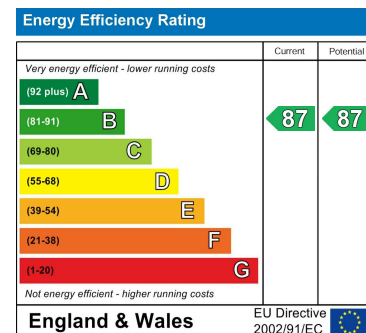 Energy Efficiency Rating
Current Potential
Very energy efficient - lower running costs
(92 plus) A
(81-91) B 87 87
(69-80) C
(55-68) D
(39-54) E
(21-38) F
(1-20) G
Not energy efficient - higher running costs
England & Wales
EU Directive
2002/91/EC